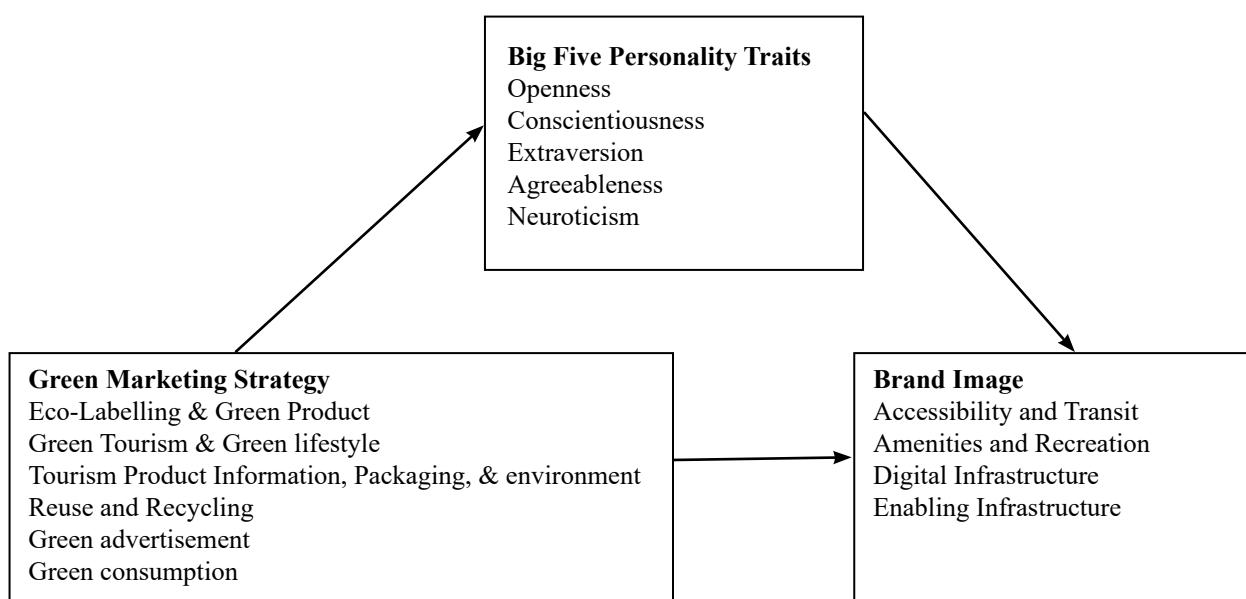 Big Five Personality Traits
Openness
Conscientiousness
Extraversion
Agreeableness
Neuroticism
Green Marketing Strategy
Eco-Labelling & Green Product
Green Tourism & Green lifestyle
Tourism Product Information, Packaging, & environment
Reuse and Recycling
Green advertisement
Green consumption
Brand Image
Accessibility and Transit
Amenities and Recreation
Digital Infrastructure
Enabling Infrastructure